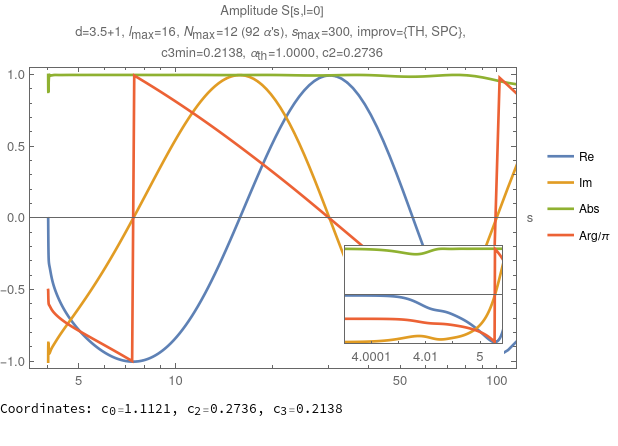 Amplitude S[s,l=0]
d=3.5+1, lmax=16, Nmax=12 (92 α's), smax=300, improv={TH, SPC},
c3min=0.2138, αth=1.0000, c2=0.2736
1.0
0.5
0.0
s
−0.5
−1.0
5
10
50
100
4.0001
4.01
5
Re
Im
Abs
Arg/π
Coordinates: c0=1.1121, c2=0.2736, c3=0.2138